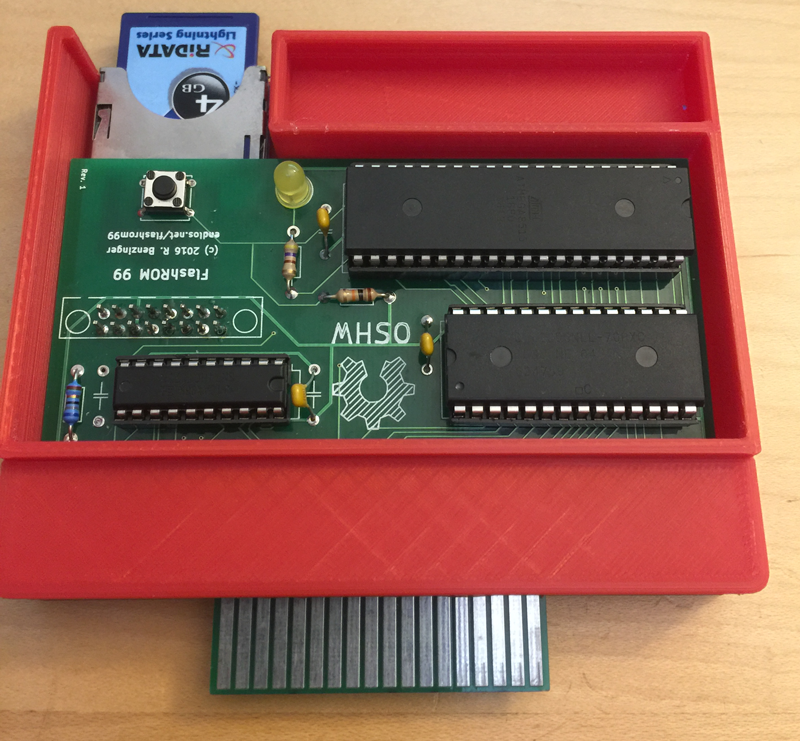 RiDATA
Lightning Series
4
GB
Rev. 1
FlashROM 99
(c) 2016 R. Benzinger
endlos.net/flashrom99
OSHW